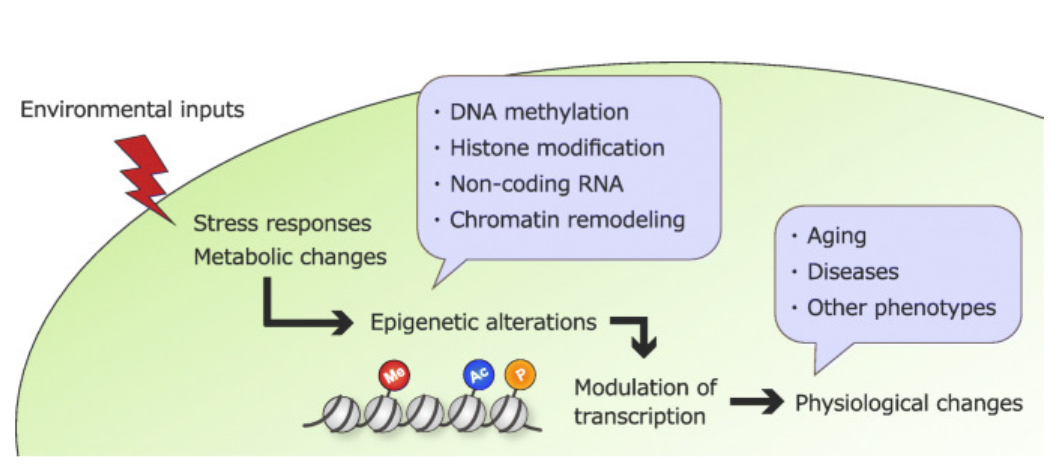 Environmental inputs
· DNA methylation
· Histone modification
· Non-coding RNA
· Chromatin remodeling
Stress responses
Metabolic changes
· Aging
· Diseases
· Other phenotypes
Epigenetic alterations
Me
Ac
P
Modulation of
transcription
Physiological changes